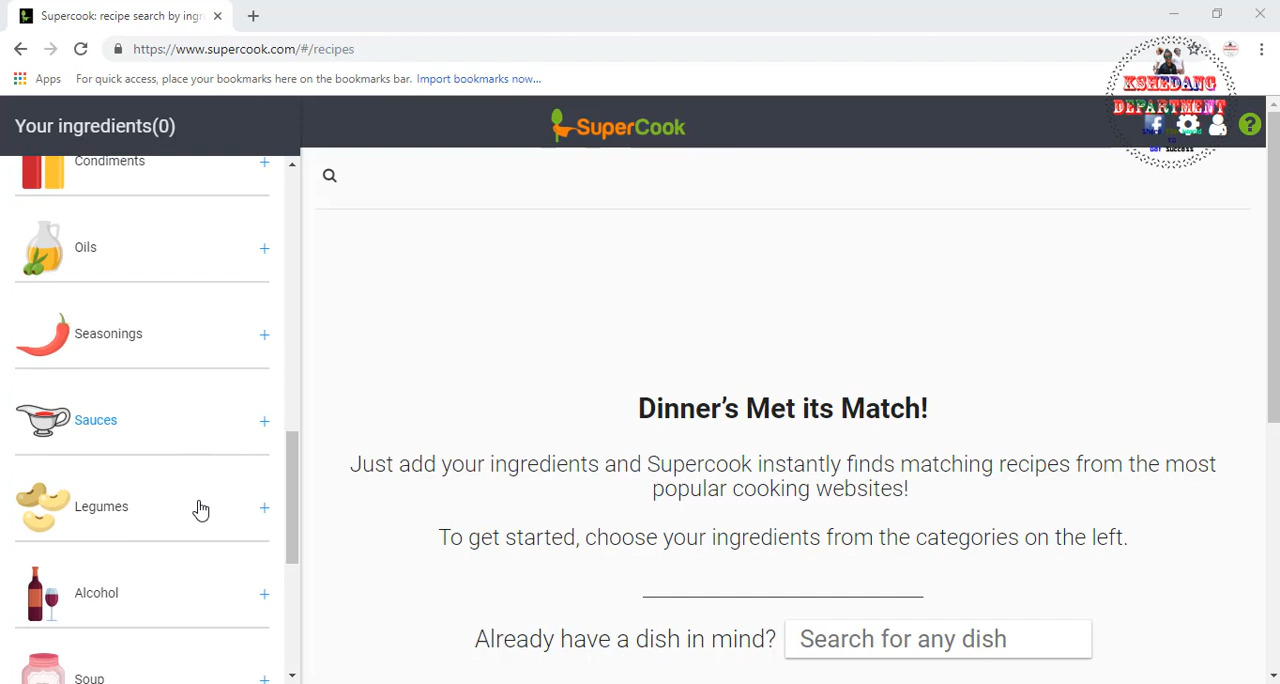 Supercook: recipe search by ingr
https://www.supercook.com/#/recipes
Apps For quick access, place your bookmarks here on the bookmarks bar. Import bookmarks now...
KSHEDANG
DEPARTMENT
Your ingredients(0)
SuperCook
Condiments
Oils
Seasonings
Sauces
Legumes
Alcohol
Soup
Dinner’s Met its Match!
Just add your ingredients and Supercook instantly finds matching recipes from the most
popular cooking websites!
To get started, choose your ingredients from the categories on the left.
Already have a dish in mind? Search for any dish